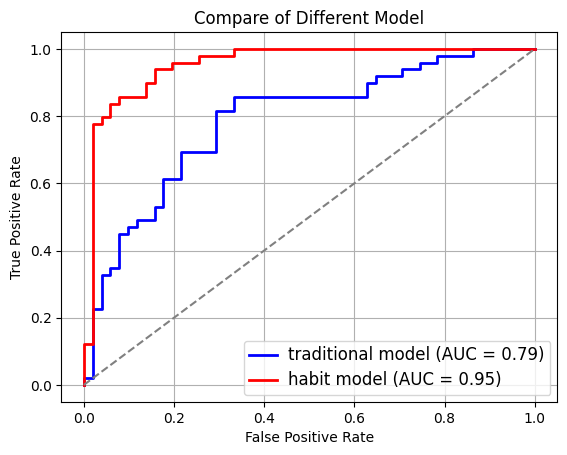 Compare of Different Model
True Positive Rate
1.0
0.8
0.6
0.4
0.2
0.0
traditional model (AUC = 0.79)
habit model (AUC = 0.95)
0.0 0.2 0.4 0.6 0.8 1.0
False Positive Rate